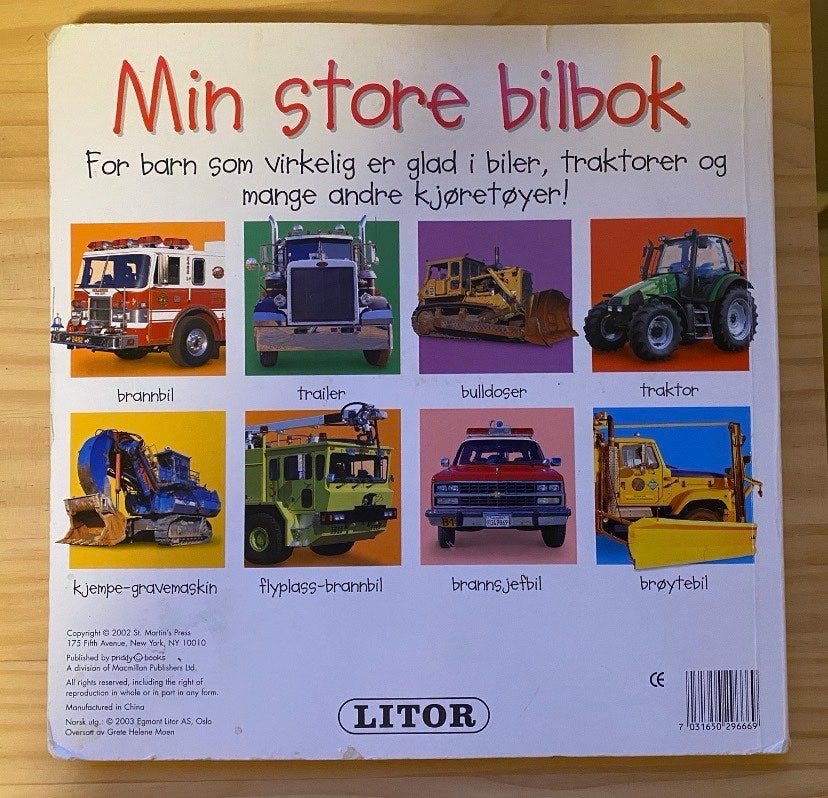 Min store bilbok
For barn som virkelig er glad i biler, traktorer og
mange andre kjøretøyer!
brannbil
trailer
bulldoser
traktor
kjempe-gravemaskin
flyplass-brannbil
brannsjefbil
brøytebil
Copyright © 2002 St. Martin's Press
175 Fifth Avenue, New York, NY 10010
Published by priddy books
A division of Macmillan Publishers Ltd.
All rights reserved, including the right of
reproduction in whole or in part in any form.
Manufactured in China
Norsk utg.: © 2003 Egmont Litor AS, Oslo
Oversatt av Grete Helene Moen
LITOR
CE
7 031650 296669